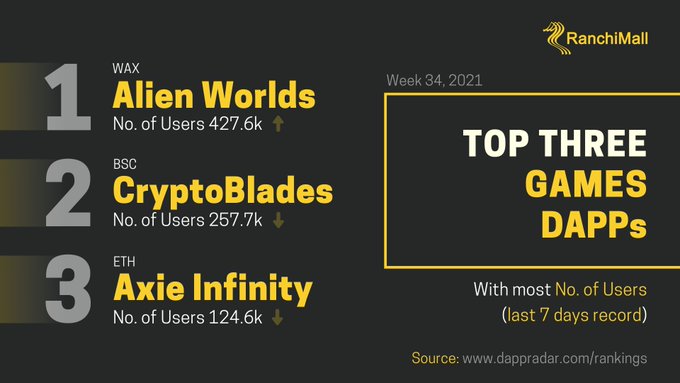 RanchiMall
Week 34, 2021
TOP THREE
GAMES
DAPPs
With most No. of Users
(last 7 days record)
Source: www.dappradar.com/rankings
1
WAX
Alien Worlds
No. of Users 427.6k
2
BSC
CryptoBlades
No. of Users 257.7k
3
ETH
Axie Infinity
No. of Users 124.6k